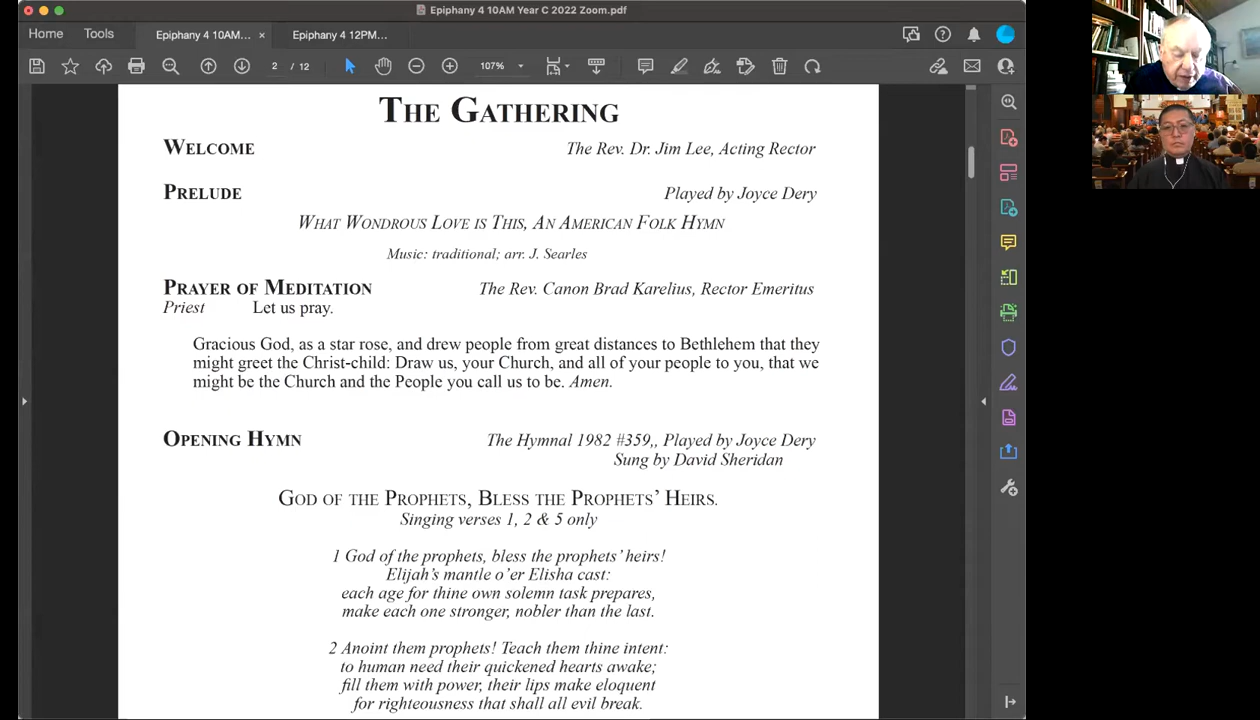 Epiphany 4 10AM Year C 2022 Zoom.pdf
Home Tools Epiphany 4 10AM... × Epiphany 4 12PM...
2 / 12 107%
THE GATHERING
WELCOME The Rev. Dr. Jim Lee, Acting Rector
PRELUDE Played by Joyce Dery
WHAT WONDROUS LOVE IS THIS, AN AMERICAN FOLK HYMN
Music: traditional; arr. J. Searles
PRAYER OF MEDITATION The Rev. Canon Brad Karelius, Rector Emeritus
Priest Let us pray.
Gracious God, as a star rose, and drew people from great distances to Bethlehem that they
might greet the Christ-child: Draw us, your Church, and all of your people to you, that we
might be the Church and the People you call us to be. Amen.
OPENING HYMN The Hymnal 1982 #359,, Played by Joyce Dery
Sung by David Sheridan
GOD OF THE PROPHETS, BLESS THE PROPHETS' HEIRS.
Singing verses 1, 2 & 5 only
1 God of the prophets, bless the prophets' heirs!
Elijah's mantle o'er Elisha cast:
each age for thine own solemn task prepares,
make each one stronger, nobler than the last.
2 Anoint them prophets! Teach them thine intent:
to human need their quickened hearts awake;
fill them with power, their lips make eloquent
for righteousness that shall all evil break.